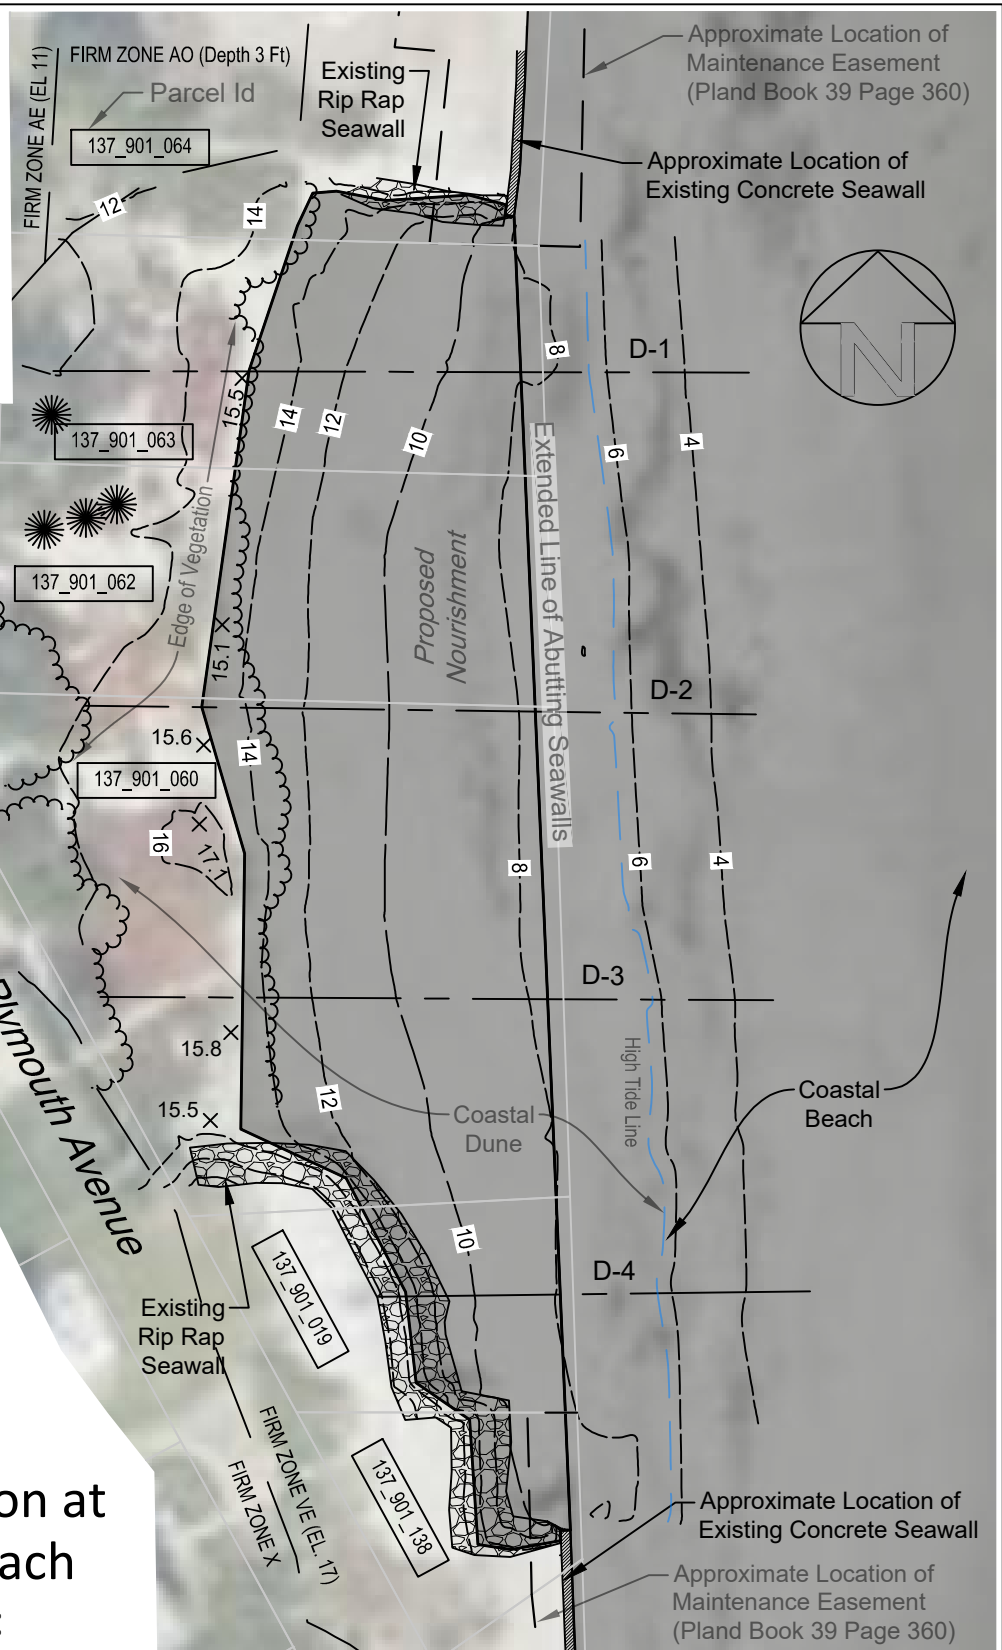 FIRM ZONE AE (EL 11)
FIRM ZONE AO (Depth 3 Ft)
Parcel Id
137_901_064
Existing
Rip Rap
Seawall
Approximate Location of
Maintenance Easement
(Pland Book 39 Page 360)
Approximate Location of
Existing Concrete Seawall
12
14
N
8
D-1
15.5
14
12
10
6
4
137_901_063
Edge of Vegetation
137_901_062
Proposed
Nourishment
Extended Line of Abutting Seawalls
15.1
D-2
15.6
14
137_901_060
16
17.1
8
6
4
D-3
15.8
High Tide Line
12
15.5
Coastal
Dune
Coastal
Beach
Plymouth Avenue
10
D-4
137_901_019
Existing
Rip Rap
Seawall
FIRM ZONE VE (EL. 17)
FIRM ZONE X
137_901_138
on at
Approximate Location of
Existing Concrete Seawall
each
Approximate Location of
Maintenance Easement
(Pland Book 39 Page 360)